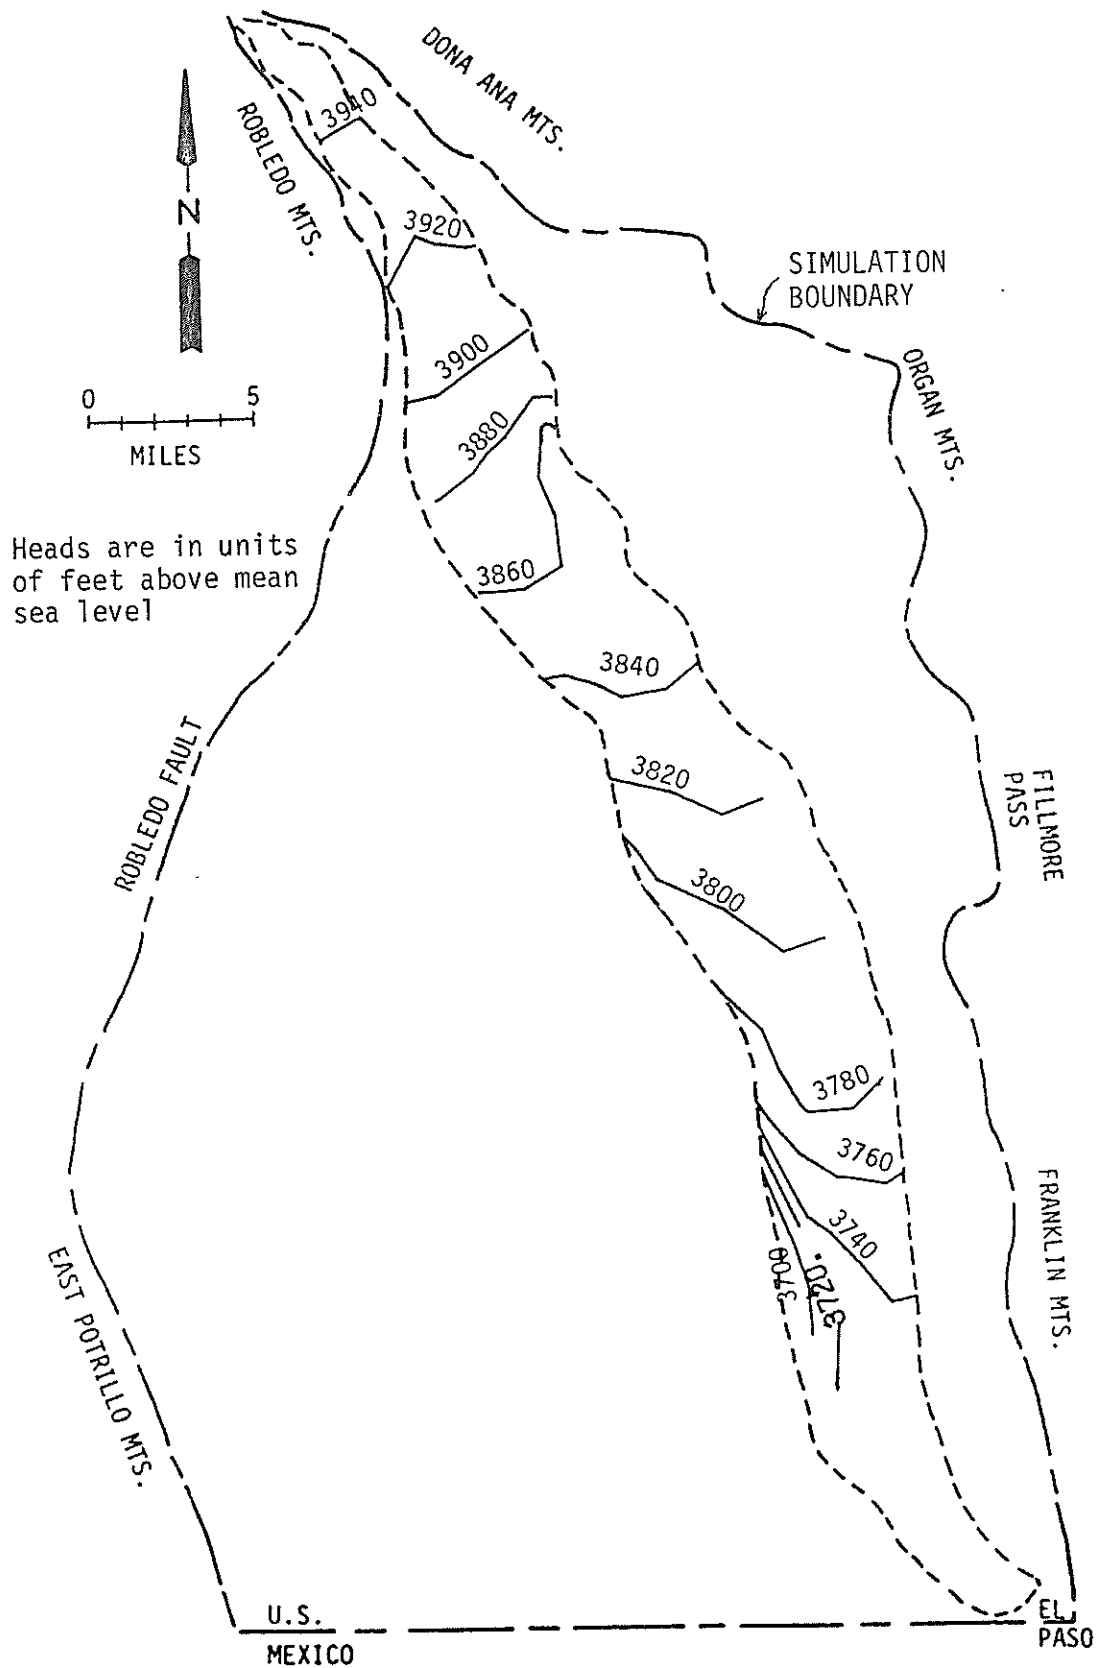 DONA ANA MTS.
3940
ROBLEDO MTS.
N
3920
SIMULATION
BOUNDARY
3900
ORGAN MTS.
0 5
MILES
3880
Heads are in units
of feet above mean
sea level
3860
3840
ROBLEDO FAULT
3820
FILLMORE
PASS
3800
3780
3760
FRANKLIN MTS.
3740
3720.
3700
EAST POTRILLO MTS.
U.S.
MEXICO
EL
PASO